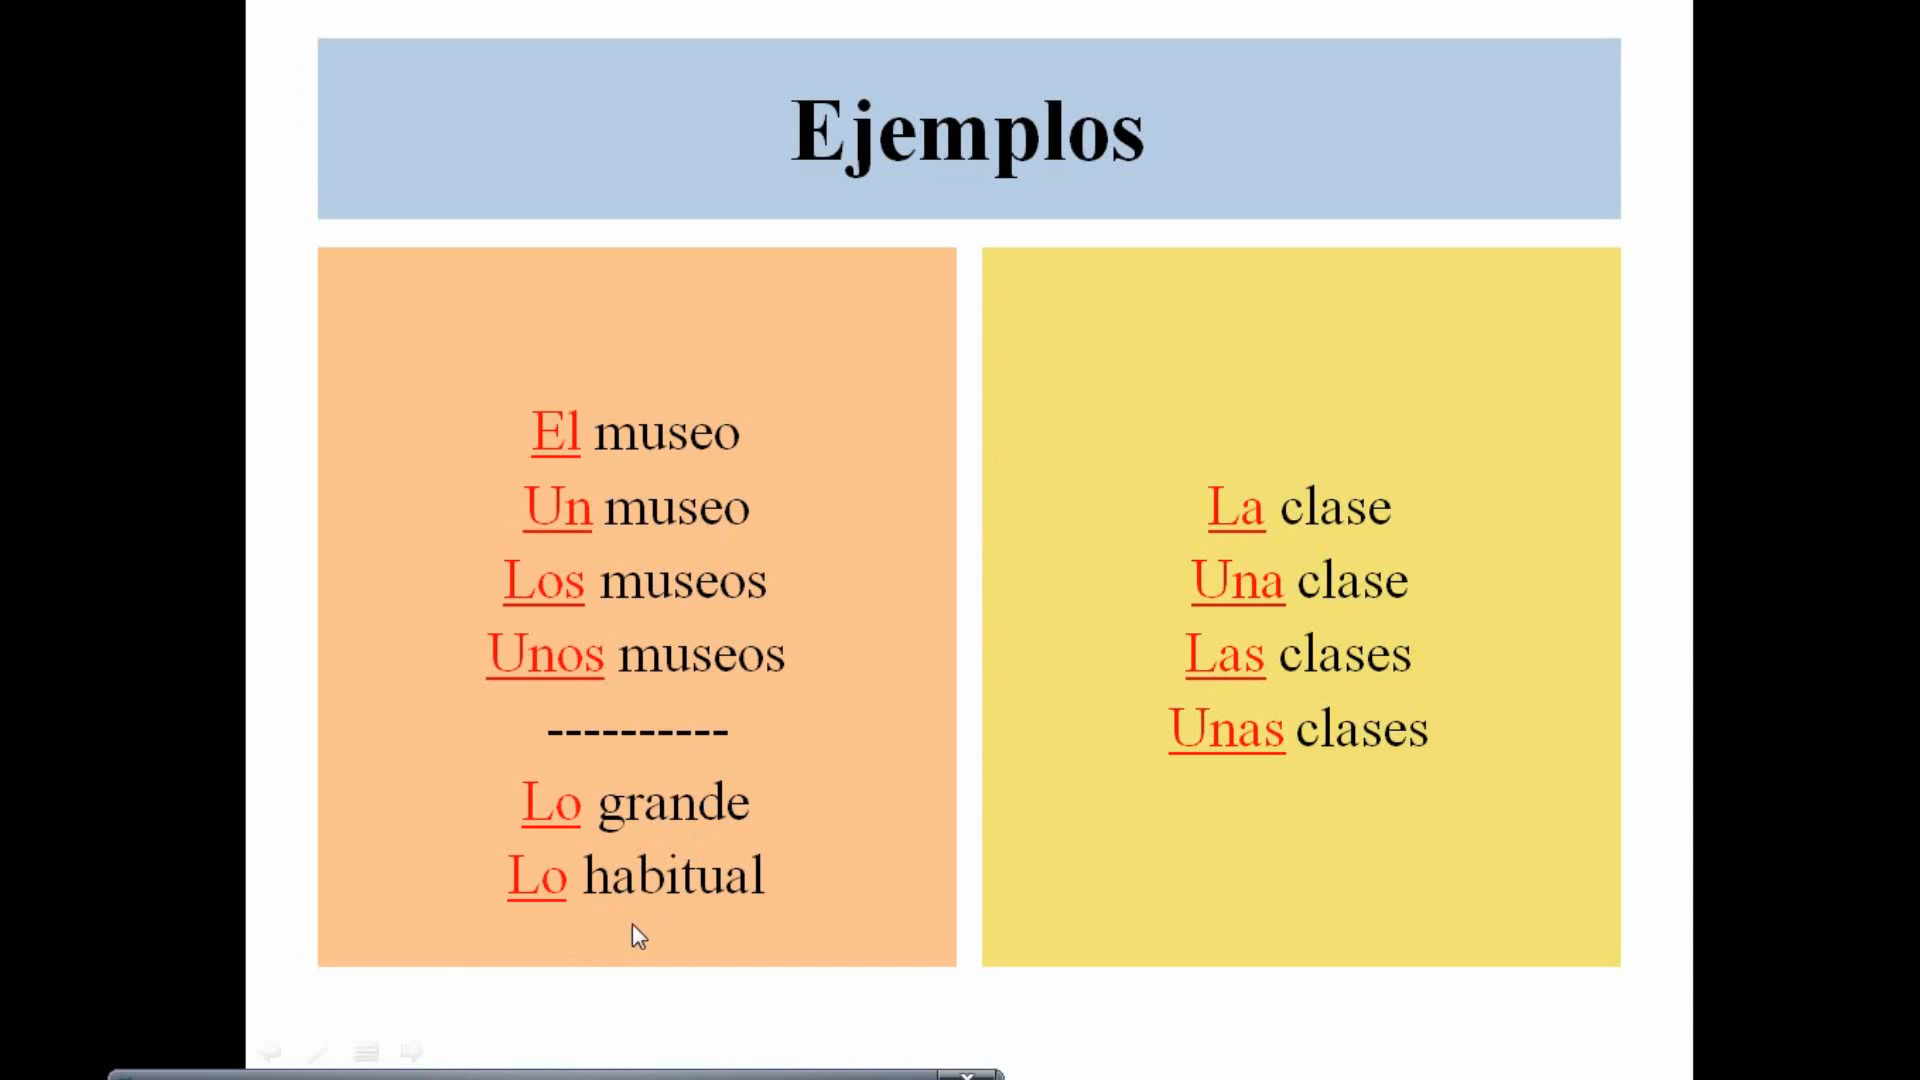 Ejemplos
El museo
Un museo
Los museos
Unos museos
----------
Lo grande
Lo habitual
La clase
Una clase
Las clases
Unas clases